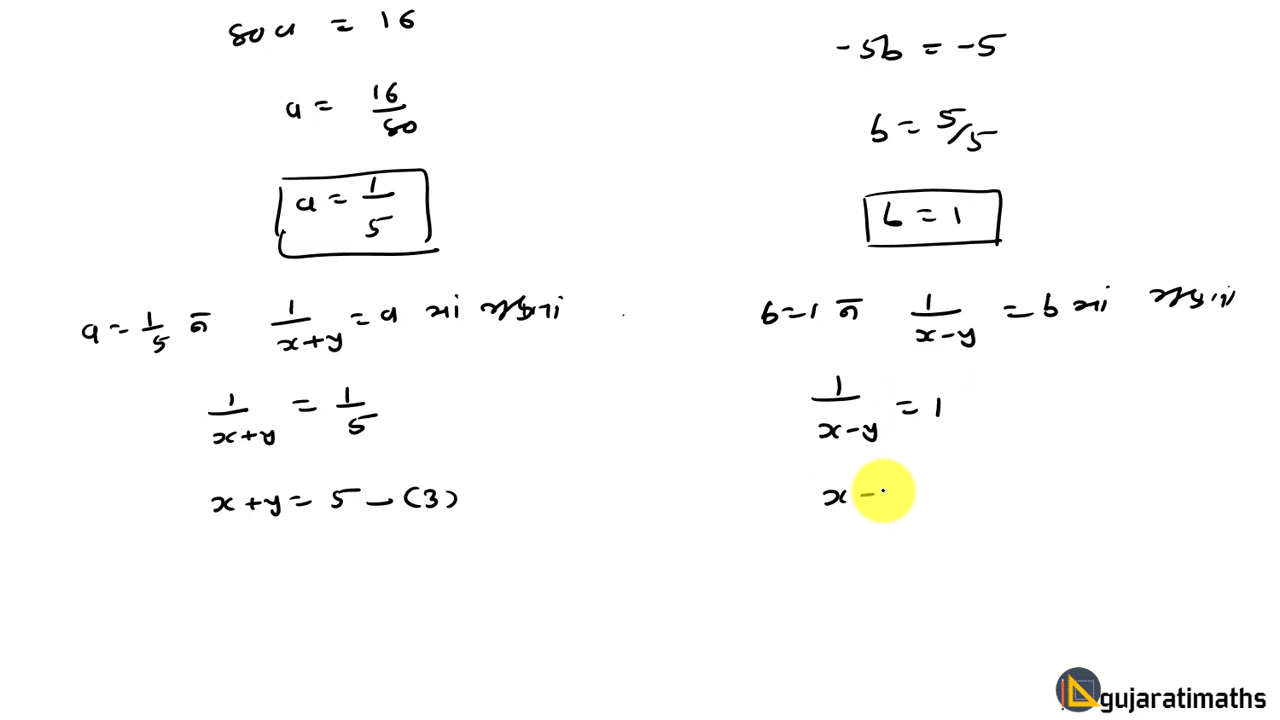 80a = 16
a = 16/80
a = 1/5
a = 1/5 ને 1/(x+y) = a માં મુકતાં
1/(x+y) = 1/5
x + y = 5 — (3)
-5b = -5
b = 5/5
b = 1
b = 1 ને 1/(x-y) = b માં મુકતાં
1/(x-y) = 1
x -
gujaratimaths